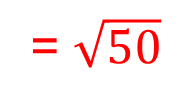 = √50